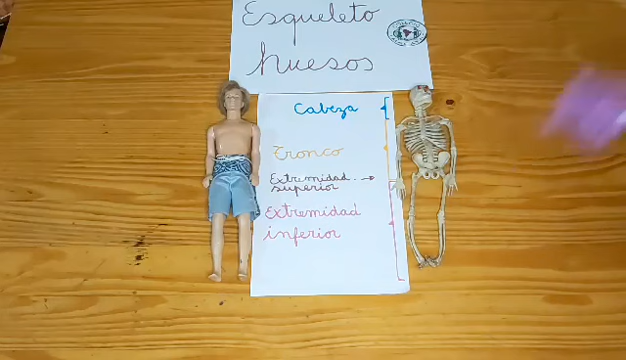 Esqueleto
huesos
Cabeza
Tronco
Extremidad →
superior
Extremidad
inferior